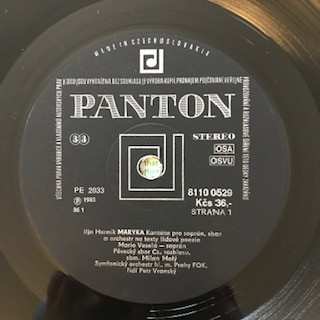 MADE IN CZECHOSLOVAKIA
PANTON
33
STEREO
OSA
OSVU
PE 2033
℗ 1985
8110 0529
Kčs 36,-
STRANA 1
Ilja Hurník MARYKA Kantáta pro soprán, sbor
a orchestr na texty lidové poezie
Marie Veselá – soprán
Pěvecký sbor Čs. rozhlasu,
sbm. Milan Malý
Symfonický orchestr hl. m. Prahy FOK,
řídí Petr Vronský